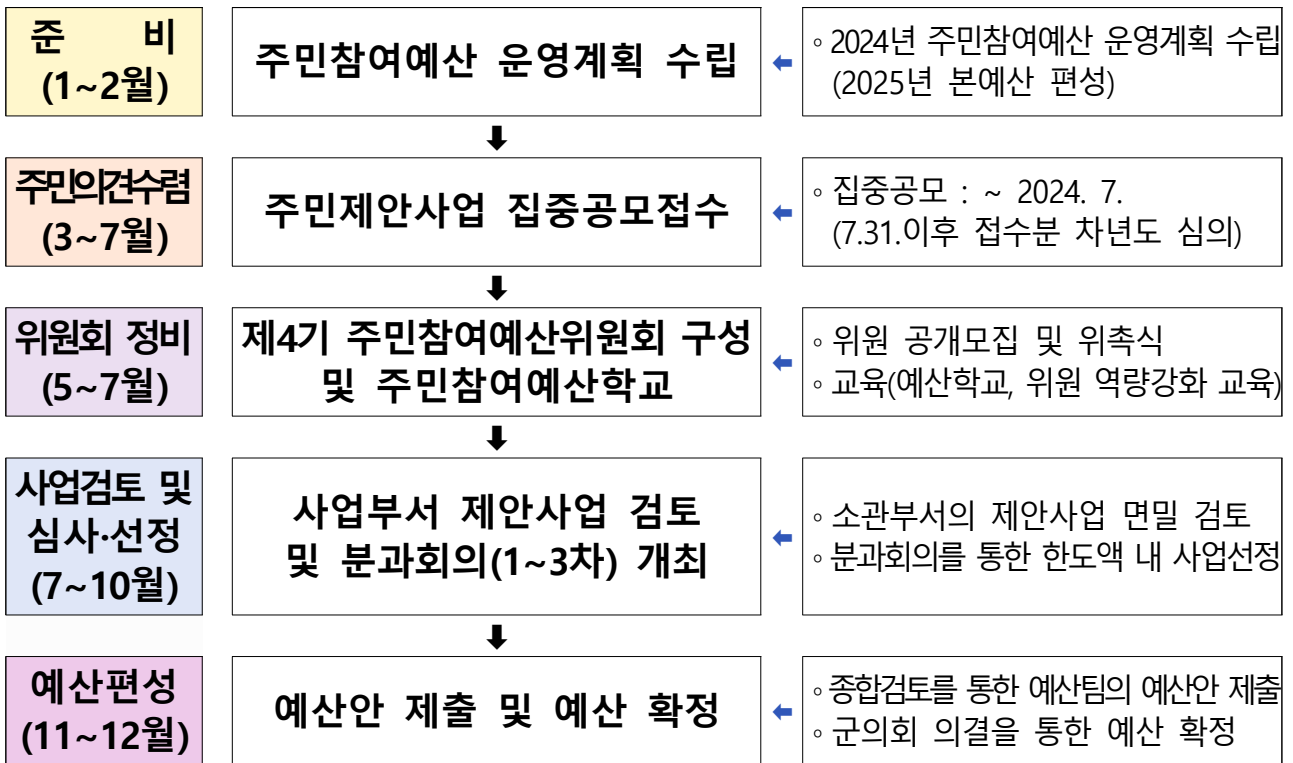 준 비
(1~2월)
주민참여예산 운영계획 수립
◦ 2024년 주민참여예산 운영계획 수립
(2025년 본예산 편성)
주민의견수렴
(3~7월)
주민제안사업 집중공모접수
◦ 집중공모 : ~ 2024. 7.
(7.31.이후 접수분 차년도 심의)
위원회 정비
(5~7월)
제4기 주민참여예산위원회 구성
및 주민참여예산학교
◦ 위원 공개모집 및 위촉식
◦ 교육(예산학교, 위원 역량강화 교육)
사업검토 및
심사·선정
(7~10월)
사업부서 제안사업 검토
및 분과회의(1~3차) 개최
◦ 소관부서의 제안사업 면밀 검토
◦ 분과회의를 통한 한도액 내 사업선정
예산편성
(11~12월)
예산안 제출 및 예산 확정
◦ 종합검토를 통한 예산팀의 예산안 제출
◦ 군의회 의결을 통한 예산 확정